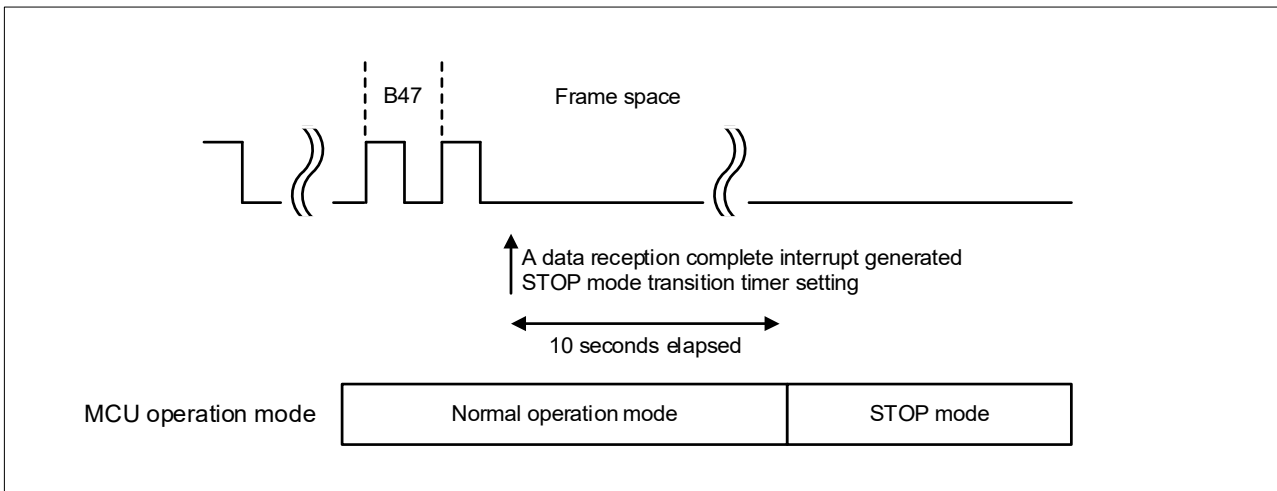 B47
Frame space
A data reception complete interrupt generated
STOP mode transition timer setting
10 seconds elapsed
MCU operation mode
Normal operation mode
STOP mode